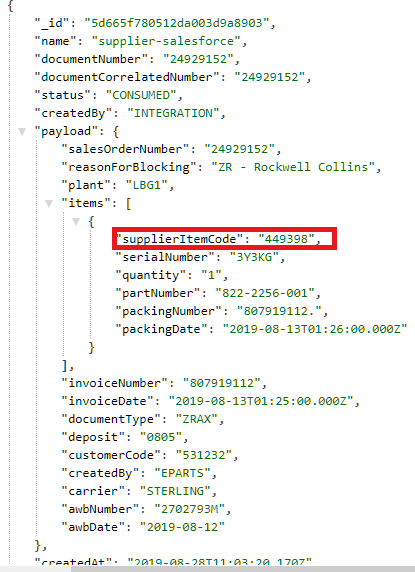 {
"_id": "5d665f780512da003d9a8903",
"name": "supplier-salesforce",
"documentNumber": "24929152",
"documentCorrelatedNumber": "24929152",
"status": "CONSUMED",
"createdBy": "INTEGRATION",
"payload": {
"salesOrderNumber": "24929152",
"reasonForBlocking": "ZR - Rockwell Collins",
"plant": "LBG1",
"items": [
{
"supplierItemCode": "449398",
"serialNumber": "3Y3KG",
"quantity": "1",
"partNumber": "822-2256-001",
"packingNumber": "807919112.",
"packingDate": "2019-08-13T01:26:00.000Z"
}
],
"invoiceNumber": "807919112",
"invoiceDate": "2019-08-13T01:25:00.000Z",
"documentType": "ZRAX",
"deposit": "0805",
"customerCode": "531232",
"createdBy": "EPARTS",
"carrier": "STERLING",
"awbNumber": "2702793M",
"awbDate": "2019-08-12"
},
"createdAt": "2019-08-28T11:03:20.170Z"